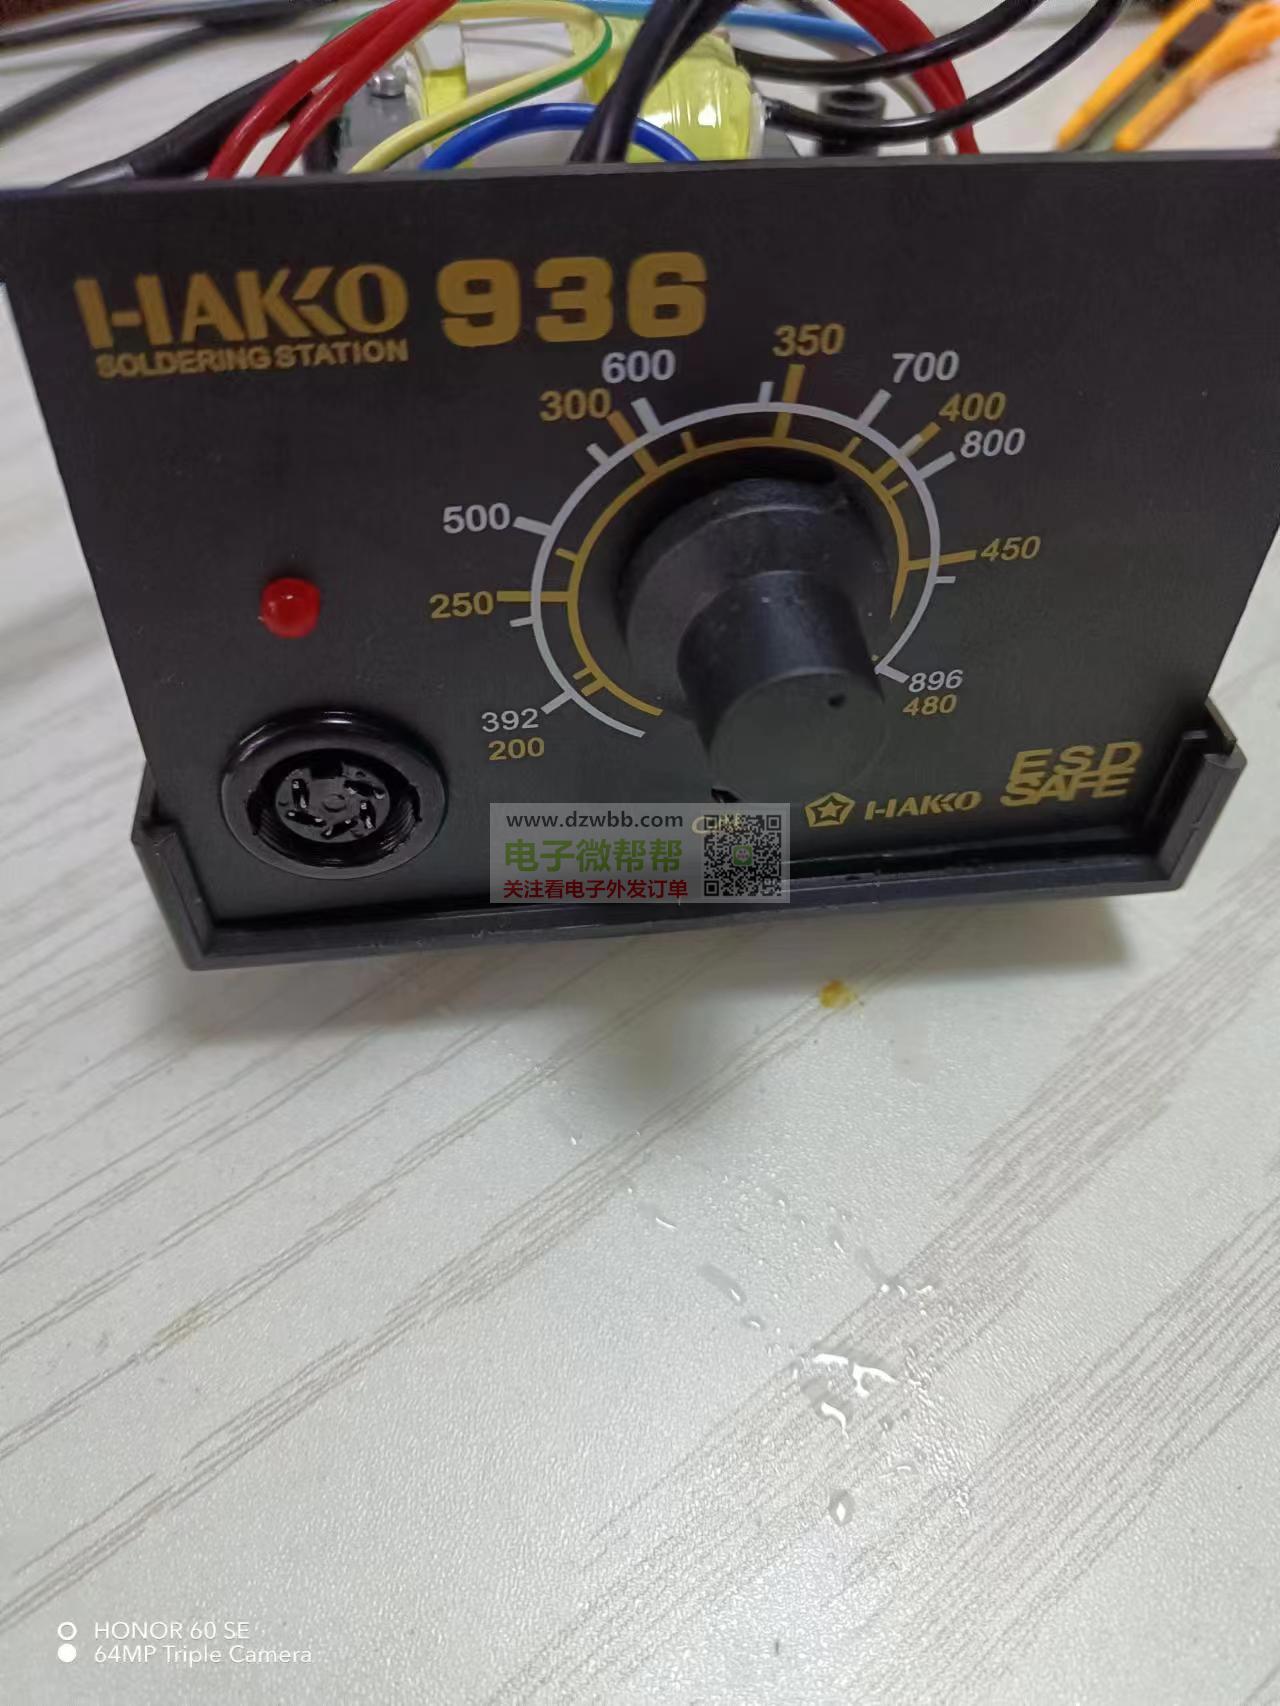 HAKKO 936
SOLDERING STATION
350
600
700
300
400
800
500
450
250
896
392
480
200
ESD
SAFE
HAKKO
www.dzwbb.com
电子微帮帮
关注看电子外发订单
HONOR 60 SE
64MP Triple Camera